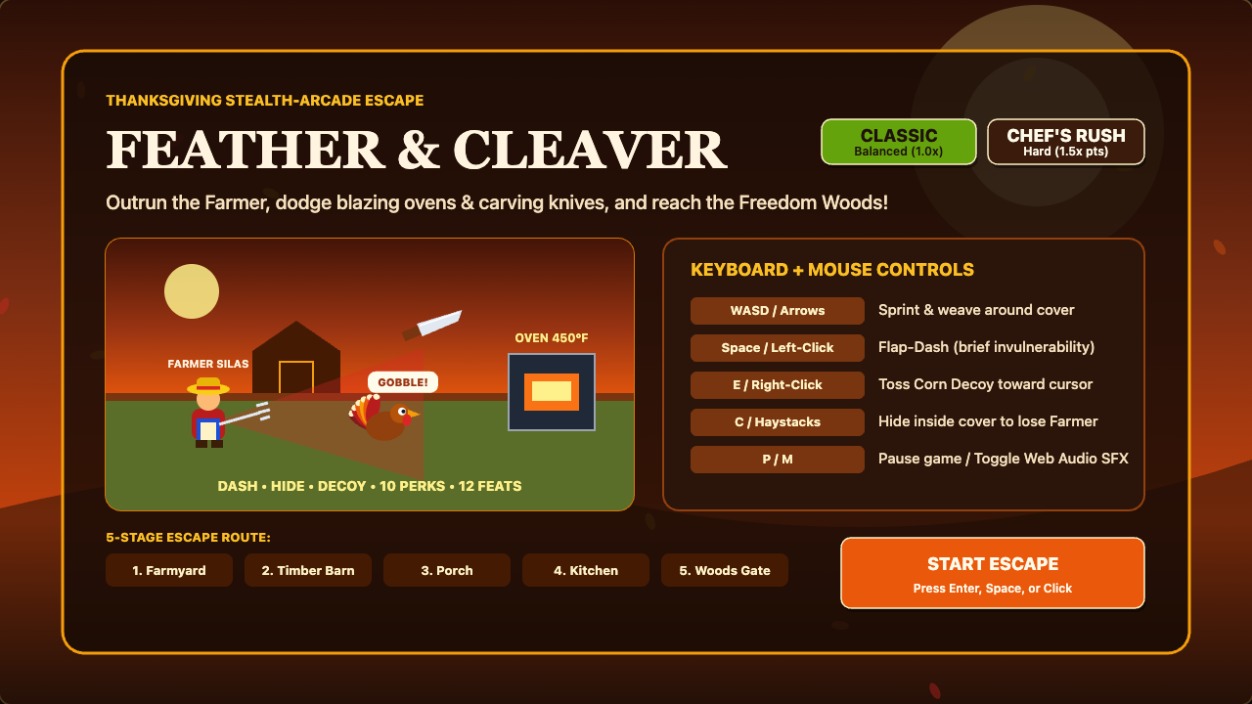 THANKSGIVING STEALTH-ARCADE ESCAPE
FEATHER & CLEAVER
CLASSIC
Balanced (1.0x)
CHEF'S RUSH
Hard (1.5x pts)
Outrun the Farmer, dodge blazing ovens & carving knives, and reach the Freedom Woods!
OVEN 450°F
FARMER SILAS
GOBBLE!
DASH • HIDE • DECOY • 10 PERKS • 12 FEATS
KEYBOARD + MOUSE CONTROLS
WASD / Arrows Sprint & weave around cover
Space / Left-Click Flap-Dash (brief invulnerability)
E / Right-Click Toss Corn Decoy toward cursor
C / Haystacks Hide inside cover to lose Farmer
P / M Pause game / Toggle Web Audio SFX
5-STAGE ESCAPE ROUTE:
1. Farmyard 2. Timber Barn 3. Porch 4. Kitchen 5. Woods Gate
START ESCAPE
Press Enter, Space, or Click